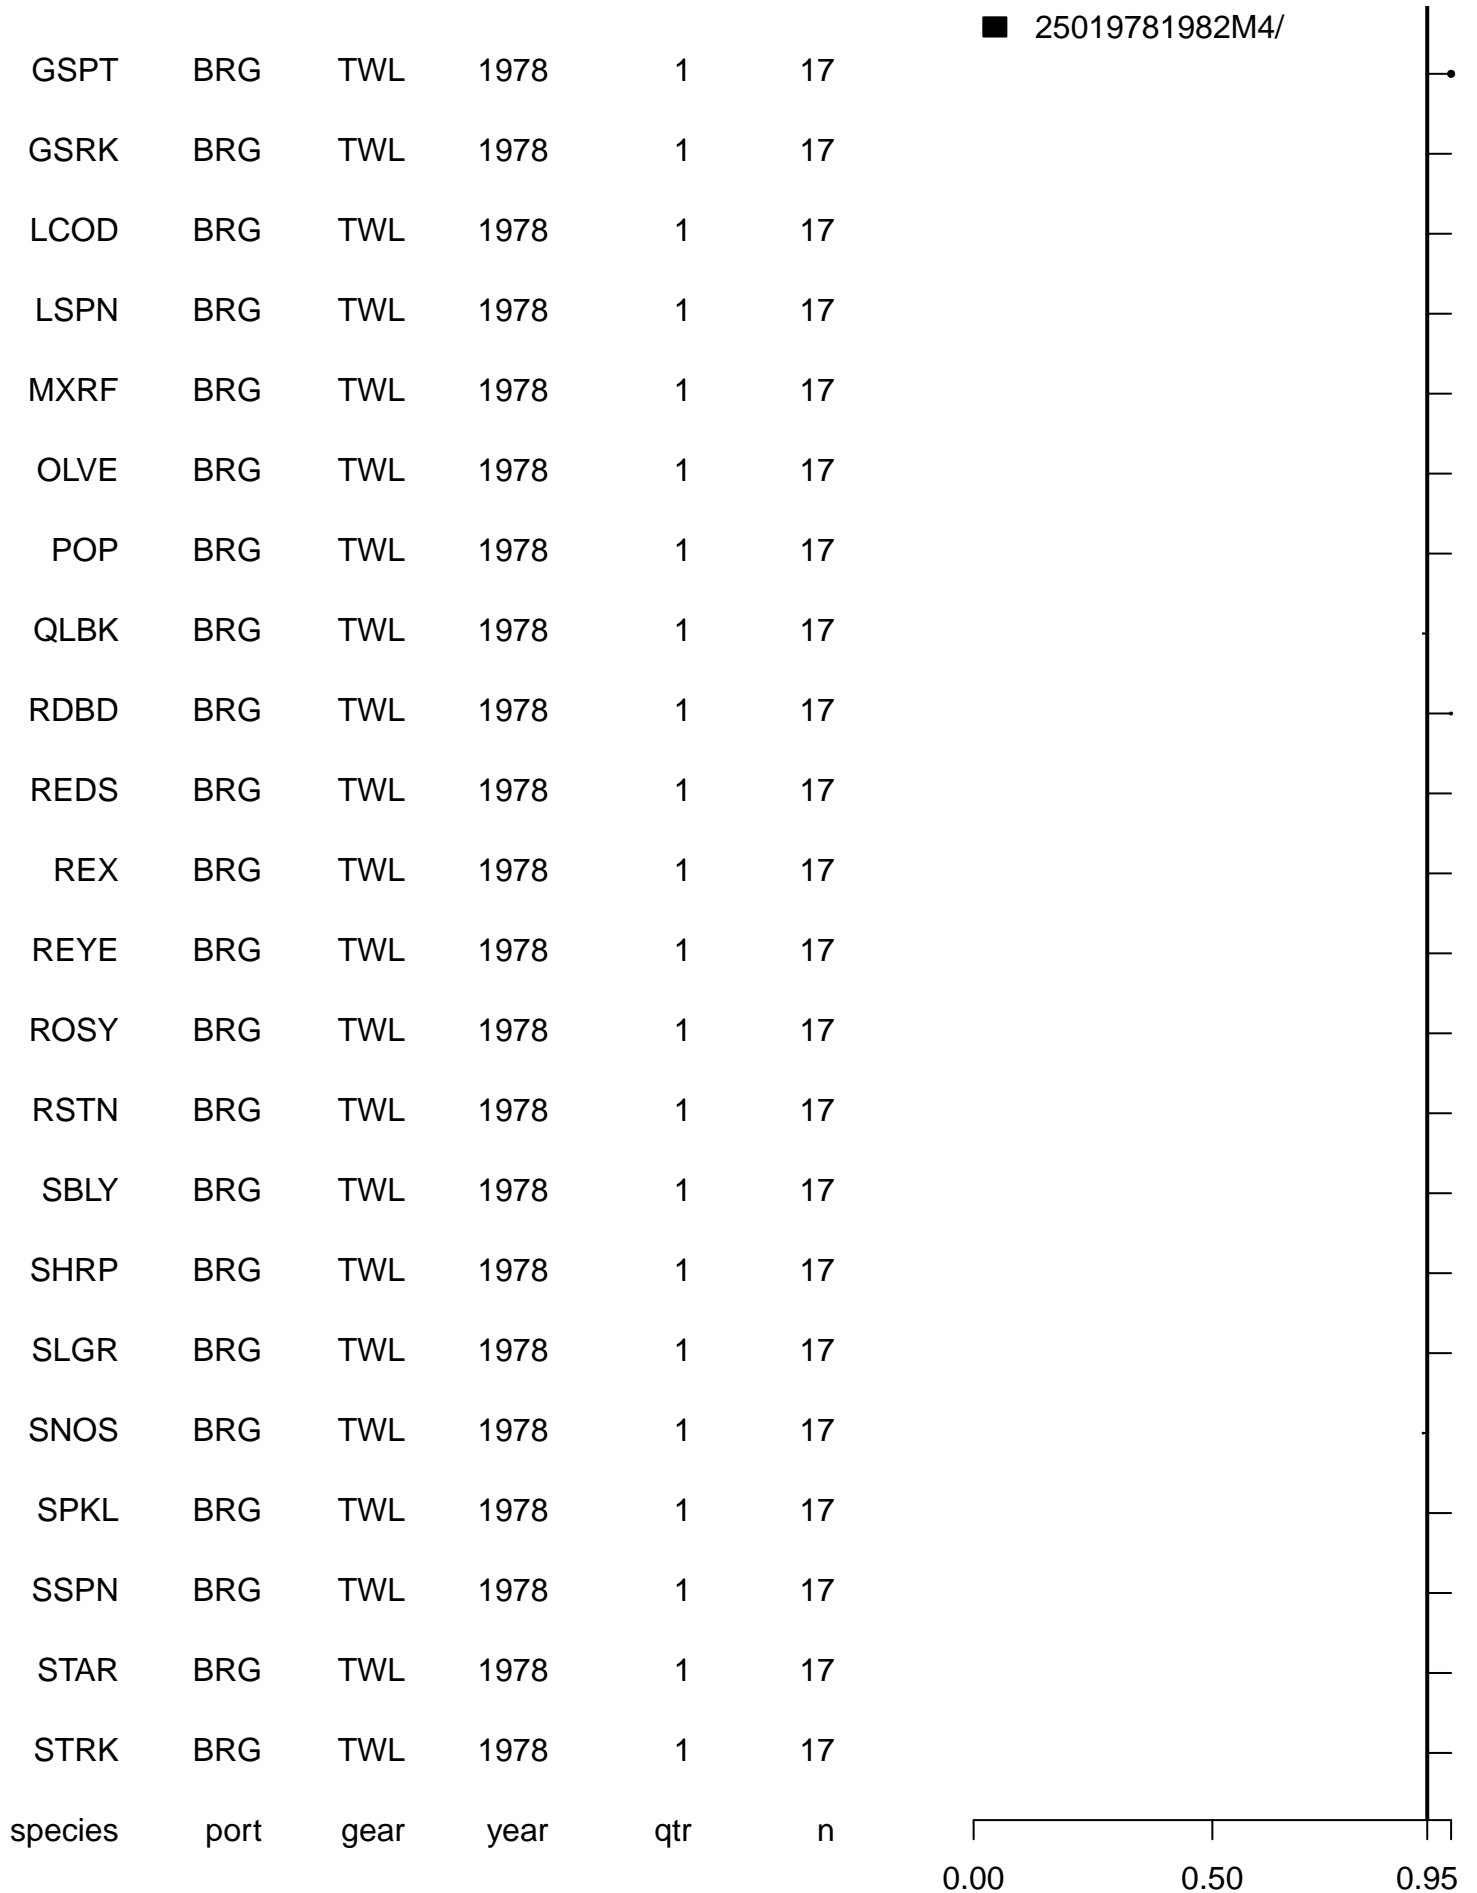 25019781982M4/
GSPT BRG TWL 1978 1 17
GSRK BRG TWL 1978 1 17
LCOD BRG TWL 1978 1 17
LSPN BRG TWL 1978 1 17
MXRF BRG TWL 1978 1 17
OLVE BRG TWL 1978 1 17
POP BRG TWL 1978 1 17
QLBK BRG TWL 1978 1 17
RDBD BRG TWL 1978 1 17
REDS BRG TWL 1978 1 17
REX BRG TWL 1978 1 17
REYE BRG TWL 1978 1 17
ROSY BRG TWL 1978 1 17
RSTN BRG TWL 1978 1 17
SBLY BRG TWL 1978 1 17
SHRP BRG TWL 1978 1 17
SLGR BRG TWL 1978 1 17
SNOS BRG TWL 1978 1 17
SPKL BRG TWL 1978 1 17
SSPN BRG TWL 1978 1 17
STAR BRG TWL 1978 1 17
STRK BRG TWL 1978 1 17
species port gear year qtr n
0.00 0.50 0.95